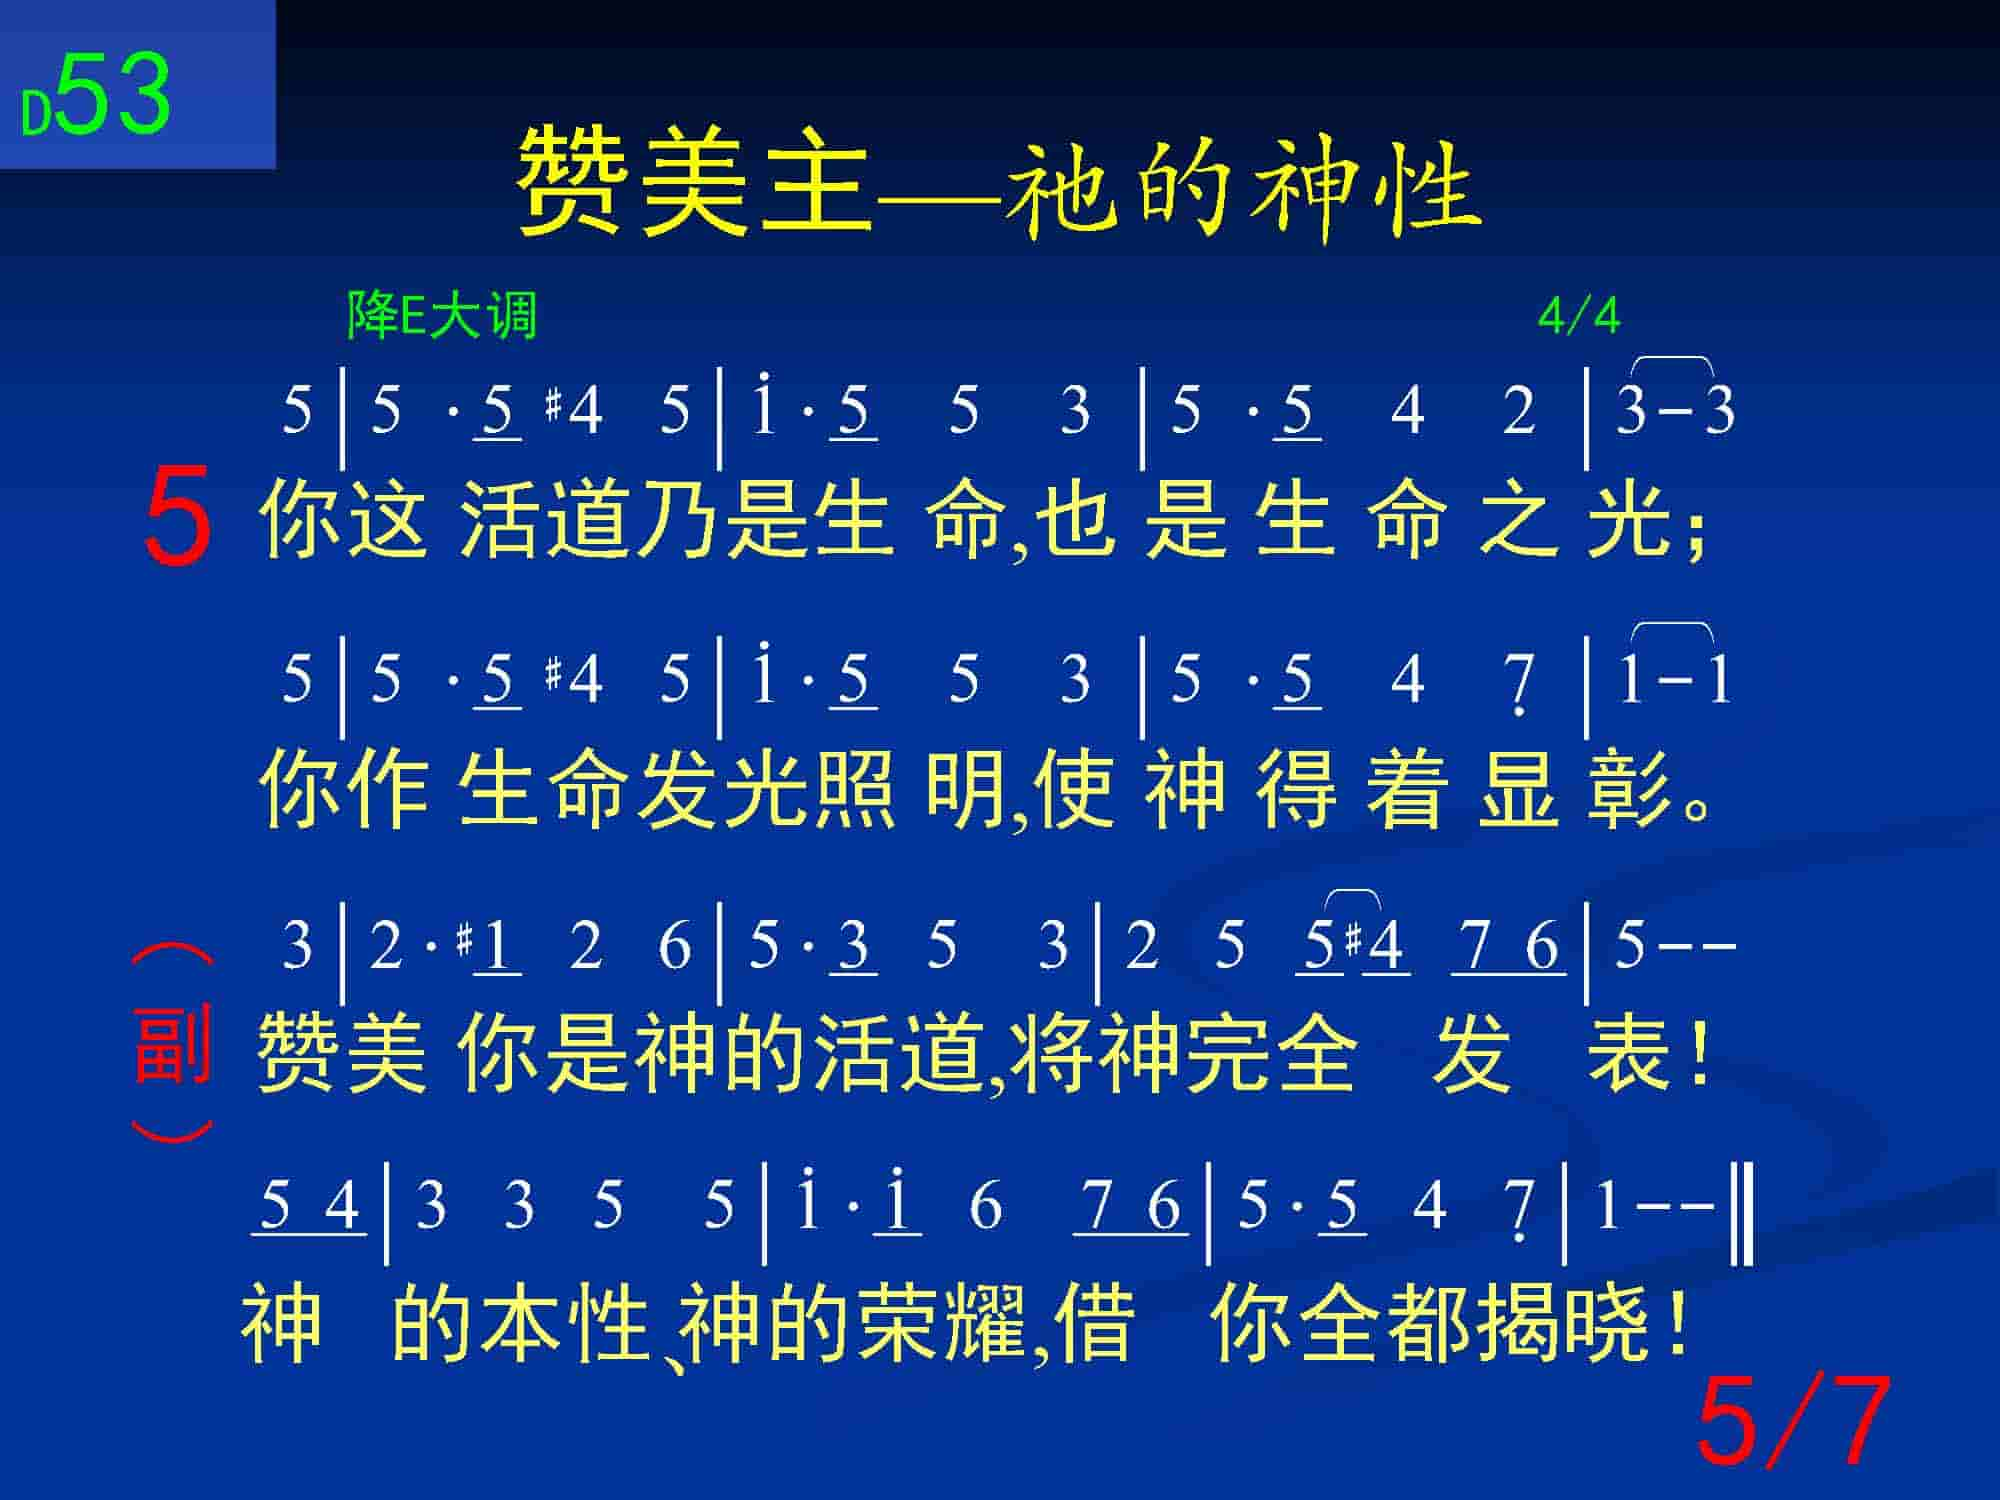 D53
赞美主—祂的神性
降E大调 4/4
5|5 ·5 #4 5|i·5 5 3|5 ·5 4 2|3-3
5 你这 活道乃是生 命,也 是 生 命 之 光；
5|5 ·5 #4 5|i·5 5 3|5 ·5 4 7̣|1-1
你作 生命发光照 明,使 神 得 着 显 彰。
3|2·#1 2 6|5·3 5 3|2 5 5#4 7 6|5--
（副） 赞美 你是神的活道,将神完全 发 表！
5 4|3 3 5 5|i·i 6 7 6|5·5 4 7̣|1--‖
神 的本性、神的荣耀,借 你全都揭晓！
5/7